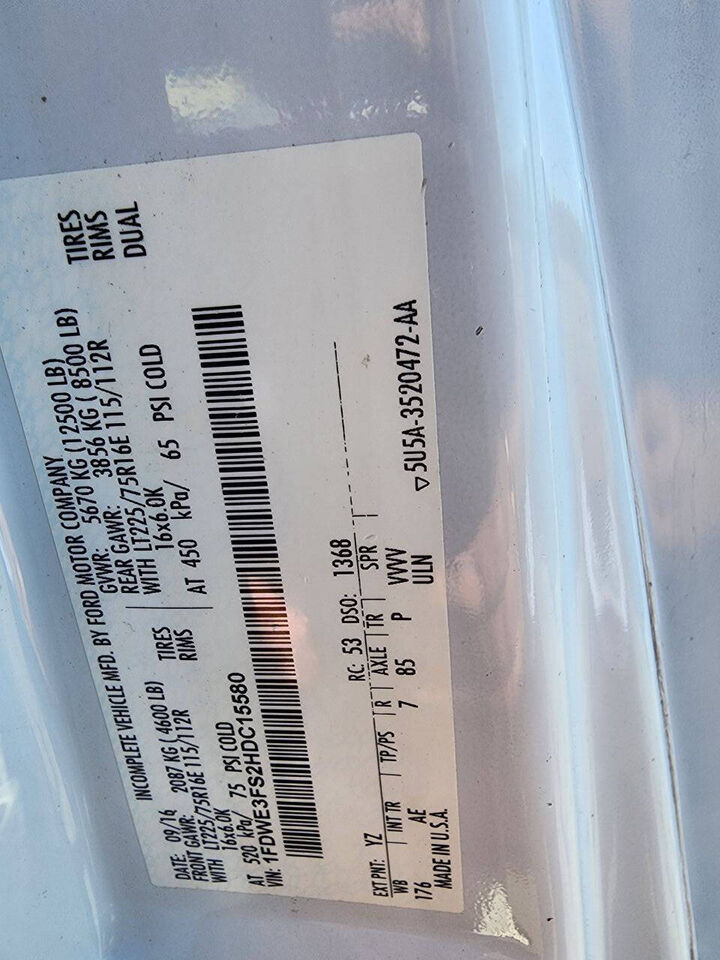 INCOMPLETE VEHICLE MFD. BY FORD MOTOR COMPANY
DATE: 09/16 GVWR: 5670 KG (12500 LB)
FRONT GAWR: 2087 KG ( 4600 LB) REAR GAWR: 3856 KG ( 8500 LB)
WITH LT225/75R16E 115/112R TIRES WITH LT225/75R16E 115/112R TIRES
16x6.0K RIMS 16x6.0K RIMS
AT 520 kPa/ 75 PSI COLD AT 450 kPa/ 65 PSI COLD DUAL
VIN: 1FDWE3FS2HDC15580
EXT PNT: YZ RC: 53 DSO: 1368
WB INT TR TP/PS R AXLE TR SPR
176 AE 7 85 P VVV
MADE IN U.S.A. ULN ▽5U5A-3520472-AA